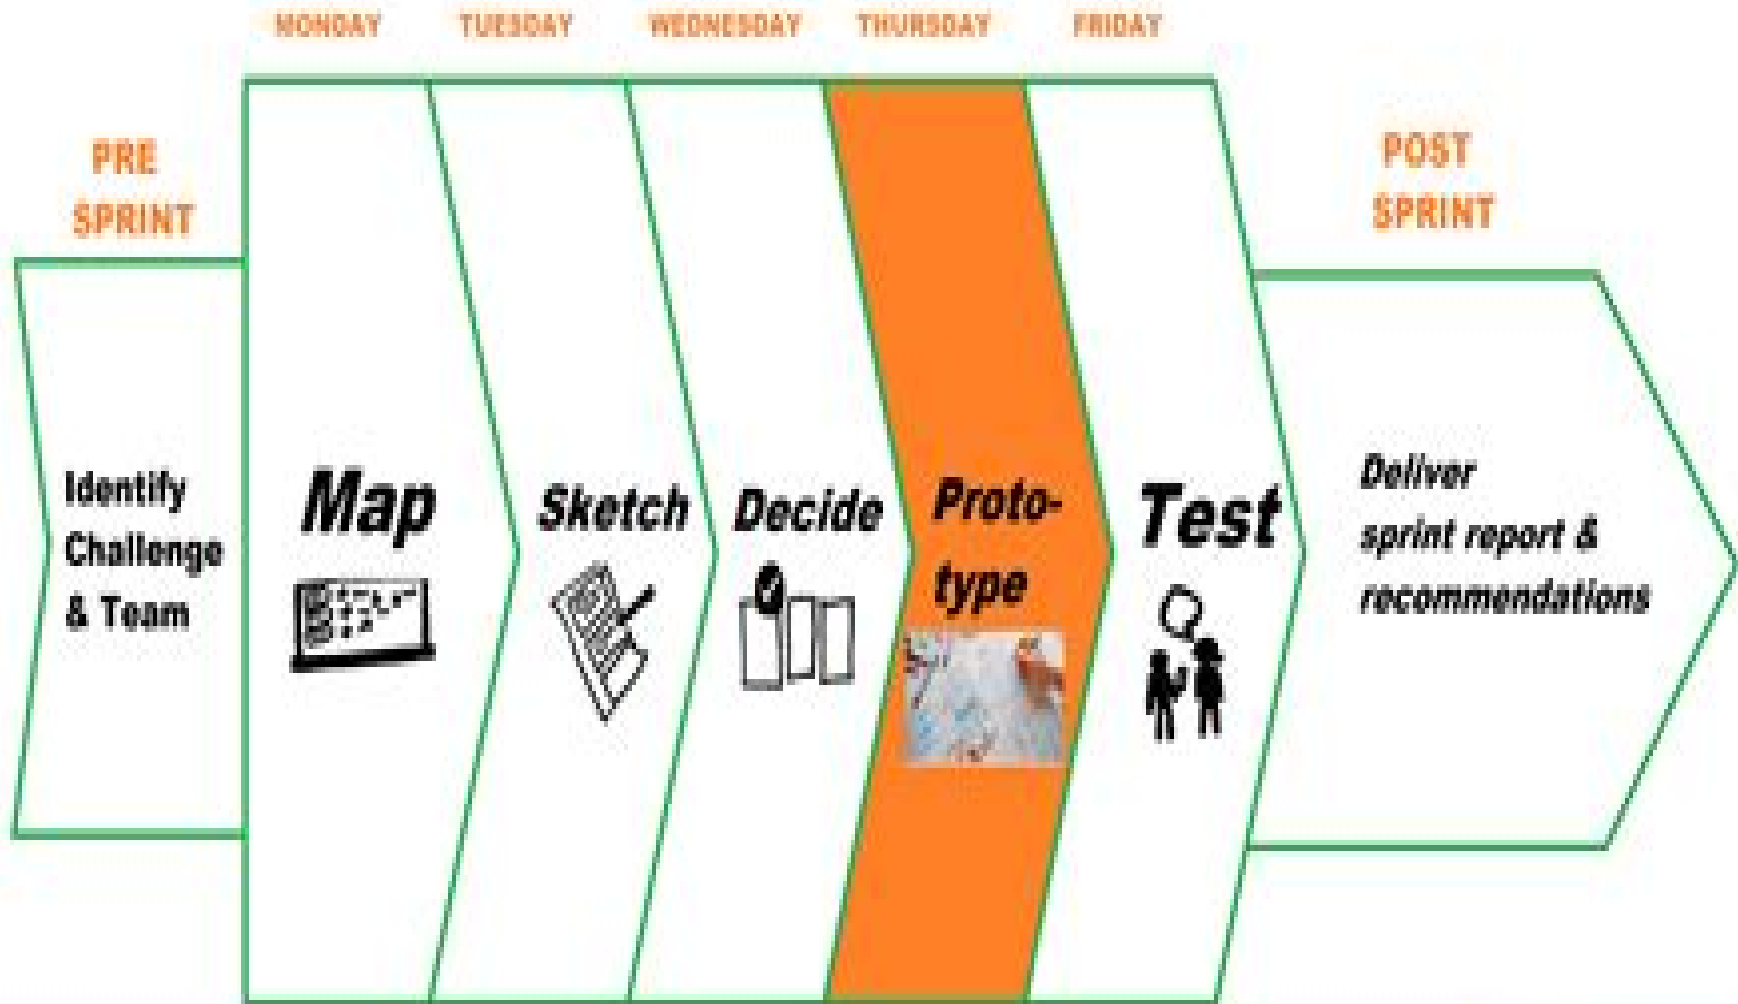 MONDAY
TUESDAY
WEDNESDAY
THURSDAY
FRIDAY
PRE
SPRINT
POST
SPRINT
Identify
Challenge
& Team
Map
Sketch
Decide
Proto-
type
Test
Deliver
sprint report &
recommendations